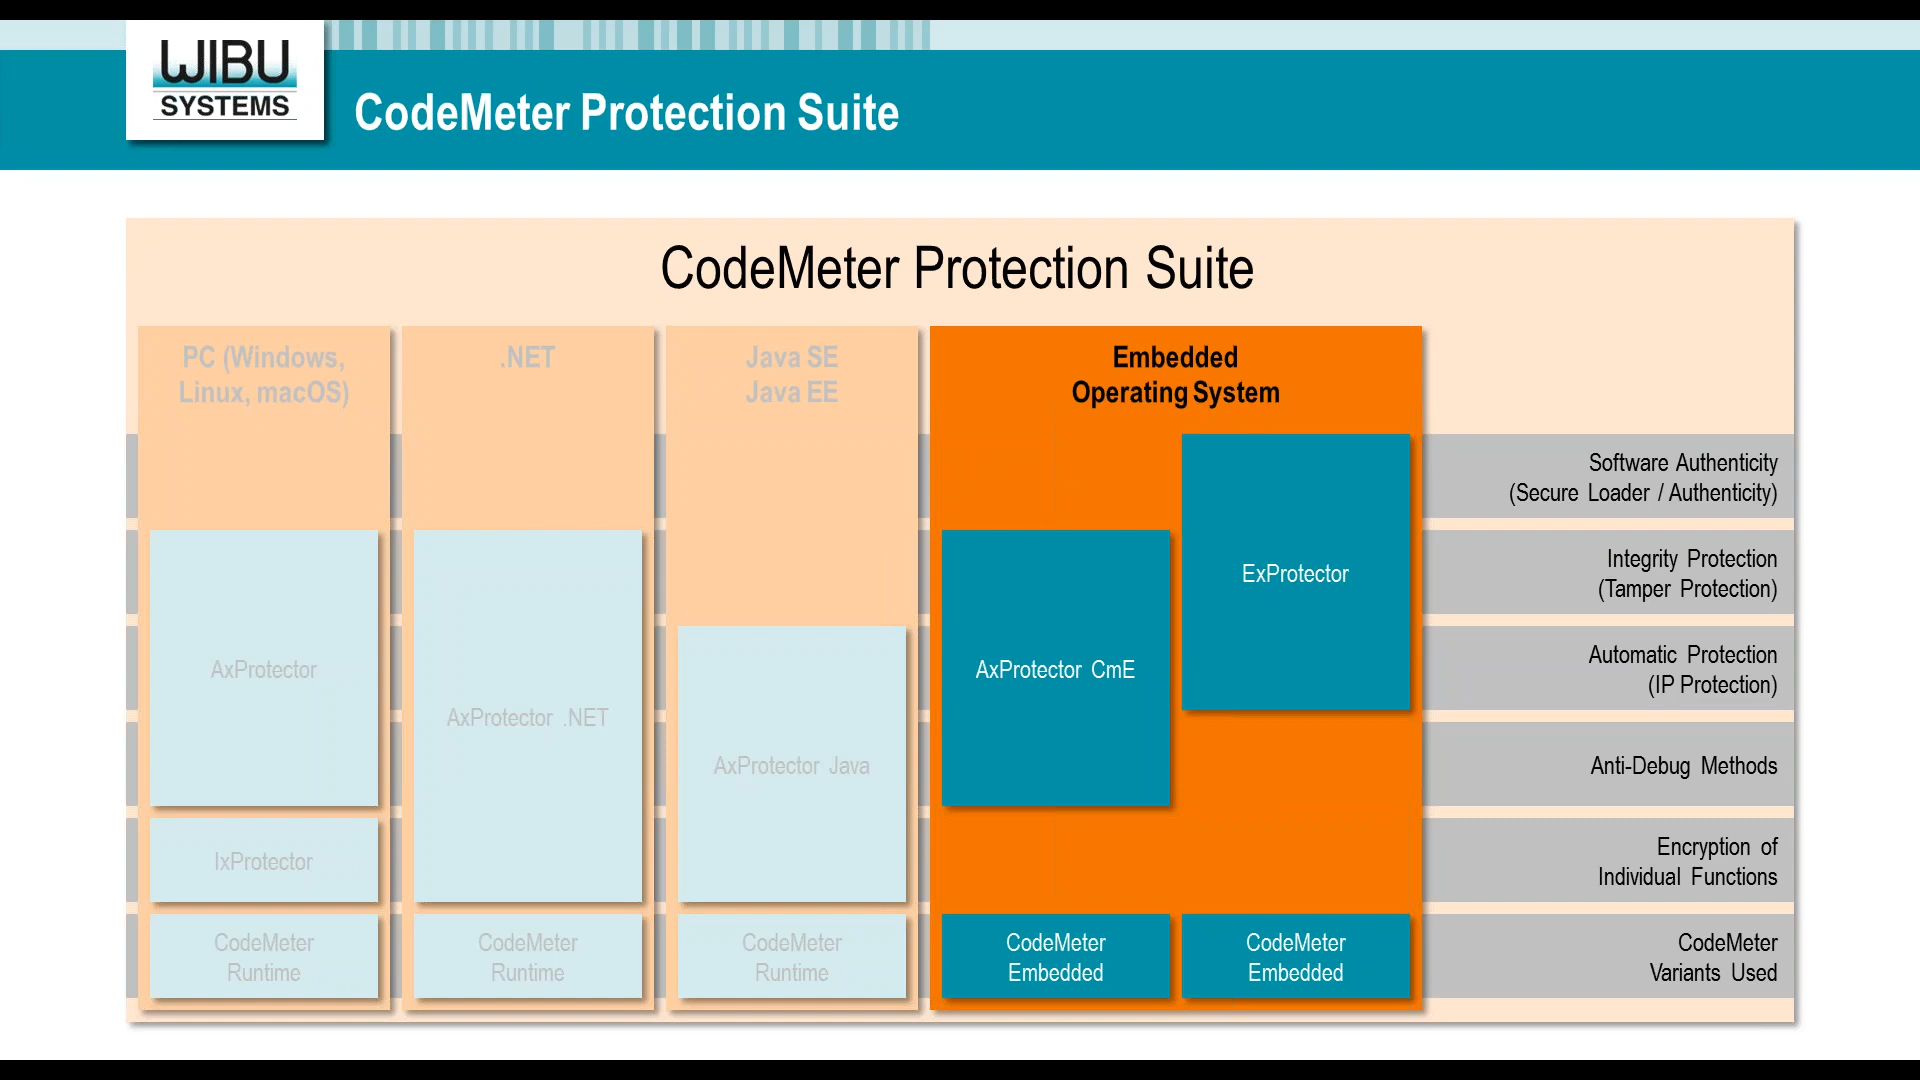 WIBU
SYSTEMS
CodeMeter Protection Suite
CodeMeter Protection Suite
PC (Windows,
Linux, macOS)
.NET
Java SE
Java EE
Embedded
Operating System
Software Authenticity
(Secure Loader / Authenticity)
Integrity Protection
(Tamper Protection)
Automatic Protection
(IP Protection)
Anti-Debug Methods
Encryption of
Individual Functions
CodeMeter
Variants Used
AxProtector
IxProtector
CodeMeter
Runtime
AxProtector .NET
CodeMeter
Runtime
AxProtector Java
CodeMeter
Runtime
AxProtector CmE
CodeMeter
Embedded
ExProtector
CodeMeter
Embedded